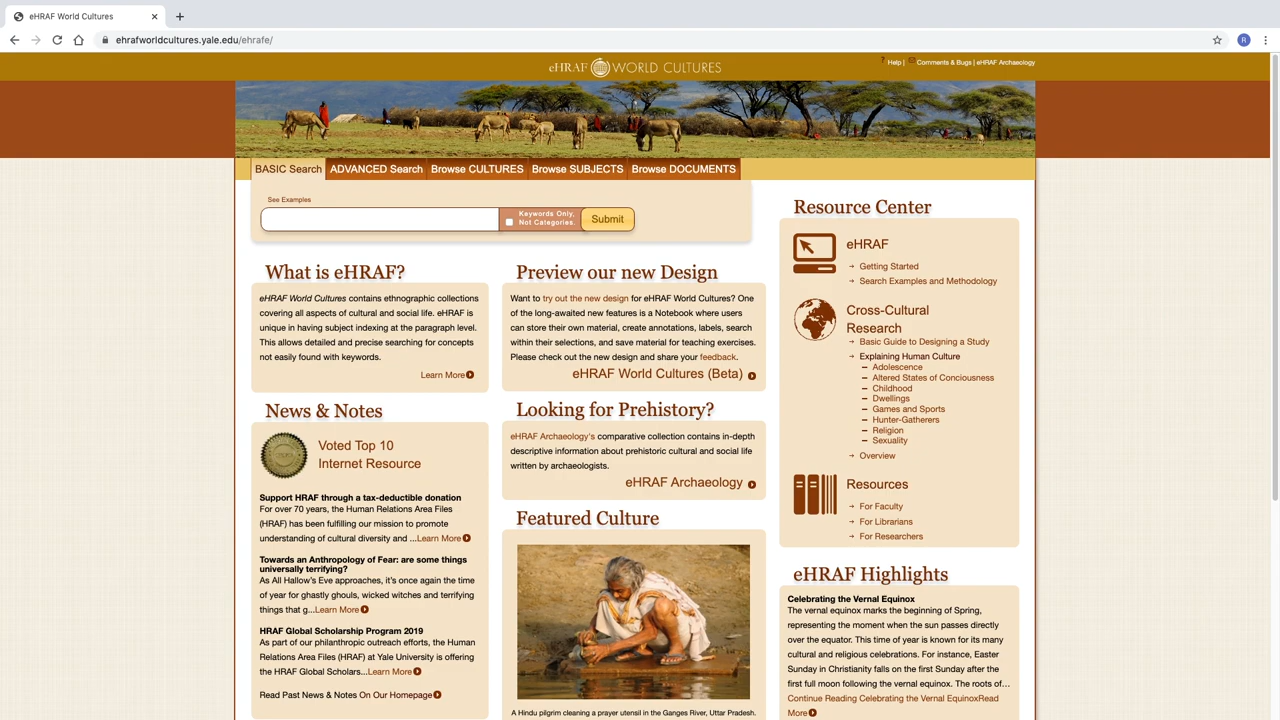 eHRAF World Cultures
ehrafworldcultures.yale.edu/ehrafe/
R
eHRAF WORLD CULTURES
? Help | Comments & Bugs | eHRAF Archaeology
BASIC Search ADVANCED Search Browse CULTURES Browse SUBJECTS Browse DOCUMENTS
See Examples
Keywords Only,
Not Categories.
Submit
What is eHRAF?
eHRAF World Cultures contains ethnographic collections
covering all aspects of cultural and social life. eHRAF is
unique in having subject indexing at the paragraph level.
This allows detailed and precise searching for concepts
not easily found with keywords.
Learn More
News & Notes
Voted Top 10
Internet Resource
Support HRAF through a tax-deductible donation
For over 70 years, the Human Relations Area Files
(HRAF) has been fulfilling our mission to promote
understanding of cultural diversity and ...Learn More
Towards an Anthropology of Fear: are some things
universally terrifying?
As All Hallow's Eve approaches, it's once again the time
of year for ghastly ghouls, wicked witches and terrifying
things that g...Learn More
HRAF Global Scholarship Program 2019
As part of our philanthropic outreach efforts, the Human
Relations Area Files (HRAF) at Yale University is offering
the HRAF Global Scholars...Learn More
Read Past News & Notes On Our Homepage
Preview our new Design
Want to try out the new design for eHRAF World Cultures? One
of the long-awaited new features is a Notebook where users
can store their own material, create annotations, labels, search
within their selections, and save material for teaching exercises.
Please check out the new design and share your feedback.
eHRAF World Cultures (Beta)
Looking for Prehistory?
eHRAF Archaeology's comparative collection contains in-depth
descriptive information about prehistoric cultural and social life
written by archaeologists.
eHRAF Archaeology
Featured Culture
A Hindu pilgrim cleaning a prayer utensil in the Ganges River, Uttar Pradesh.
Resource Center
eHRAF
Getting Started
Search Examples and Methodology
Cross-Cultural
Research
Basic Guide to Designing a Study
Explaining Human Culture
Adolescence
Altered States of Conciousness
Childhood
Dwellings
Games and Sports
Hunter-Gatherers
Religion
Sexuality
Overview
Resources
For Faculty
For Librarians
For Researchers
eHRAF Highlights
Celebrating the Vernal Equinox
The vernal equinox marks the beginning of Spring,
representing the moment when the sun passes directly
over the equator. This time of year is known for its many
cultural and religious celebrations. For instance, Easter
Sunday in Christianity falls on the first Sunday after the
first full moon following the vernal equinox. The roots of…
Continue Reading Celebrating the Vernal EquinoxRead
More